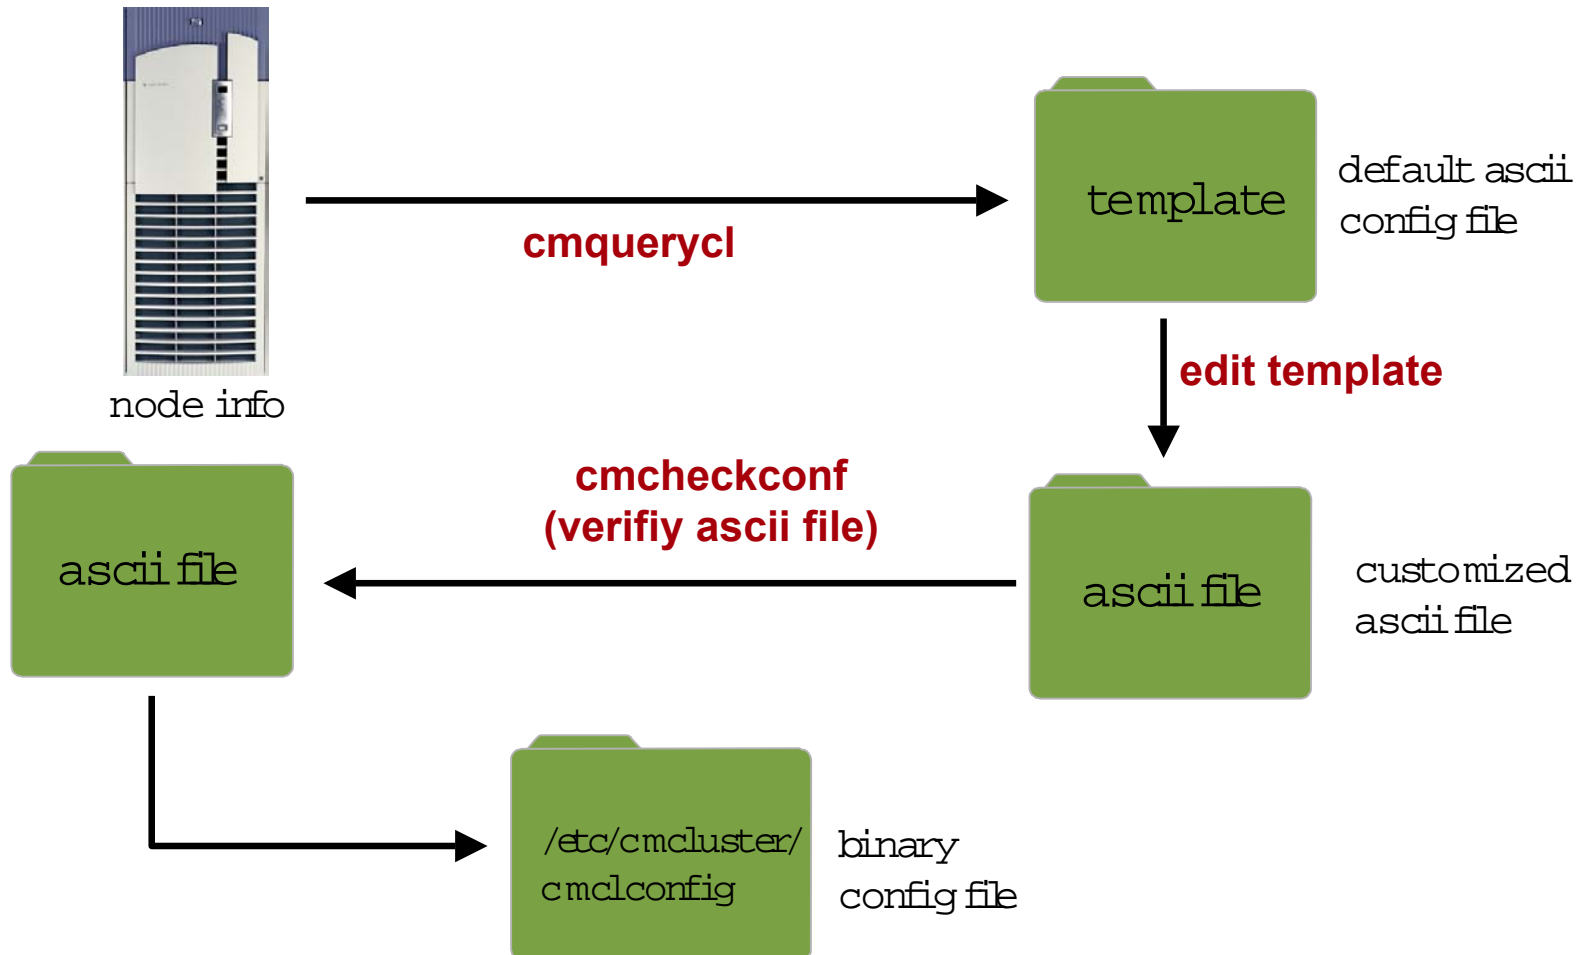 template
default ascii
config file
cmquerycl
edit template
node info
cmcheckconf
(verifiy ascii file)
ascii file
ascii file
customized
ascii file
/etc/cmcluster/
cmclconfig
binary
config file